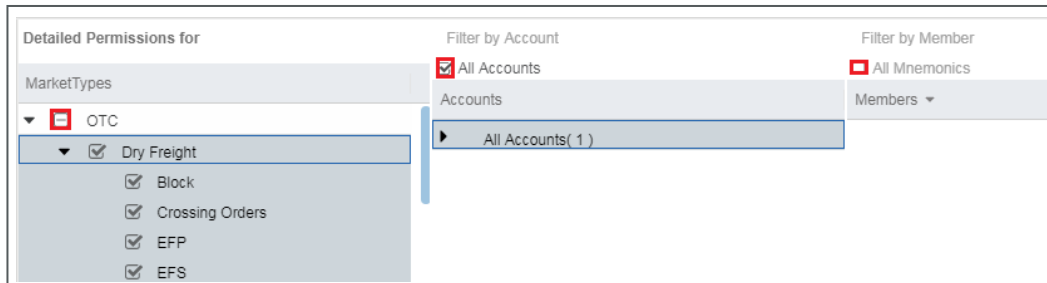 Detailed Permissions for
Filter by Account
Filter by Member
All Accounts
All Mnemonics
MarketTypes
Accounts
Members
OTC
All Accounts( 1 )
Dry Freight
Block
Crossing Orders
EFP
EFS